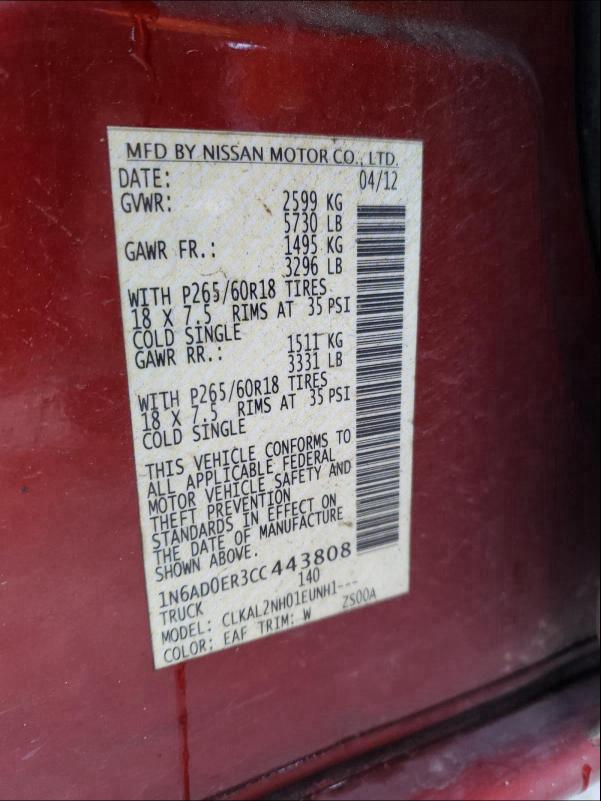 MFD BY NISSAN MOTOR CO., LTD.
DATE: 04/12
GVWR: 2599 KG
5730 LB
GAWR FR.: 1495 KG
3296 LB
WITH P265/60R18 TIRES
18 X 7.5 RIMS AT 35 PSI
COLD SINGLE
GAWR RR.: 1511 KG
3331 LB
WITH P265/60R18 TIRES
18 X 7.5 RIMS AT 35 PSI
COLD SINGLE
THIS VEHICLE CONFORMS TO
ALL APPLICABLE FEDERAL
MOTOR VEHICLE SAFETY AND
THEFT PREVENTION
STANDARDS IN EFFECT ON
THE DATE OF MANUFACTURE
SHOWN ABOVE.
1N6AD0ER3CC443808
TRUCK 140
MODEL: CLKAL2NH01EUNH1---
COLOR: EAF TRIM: W ZS00A